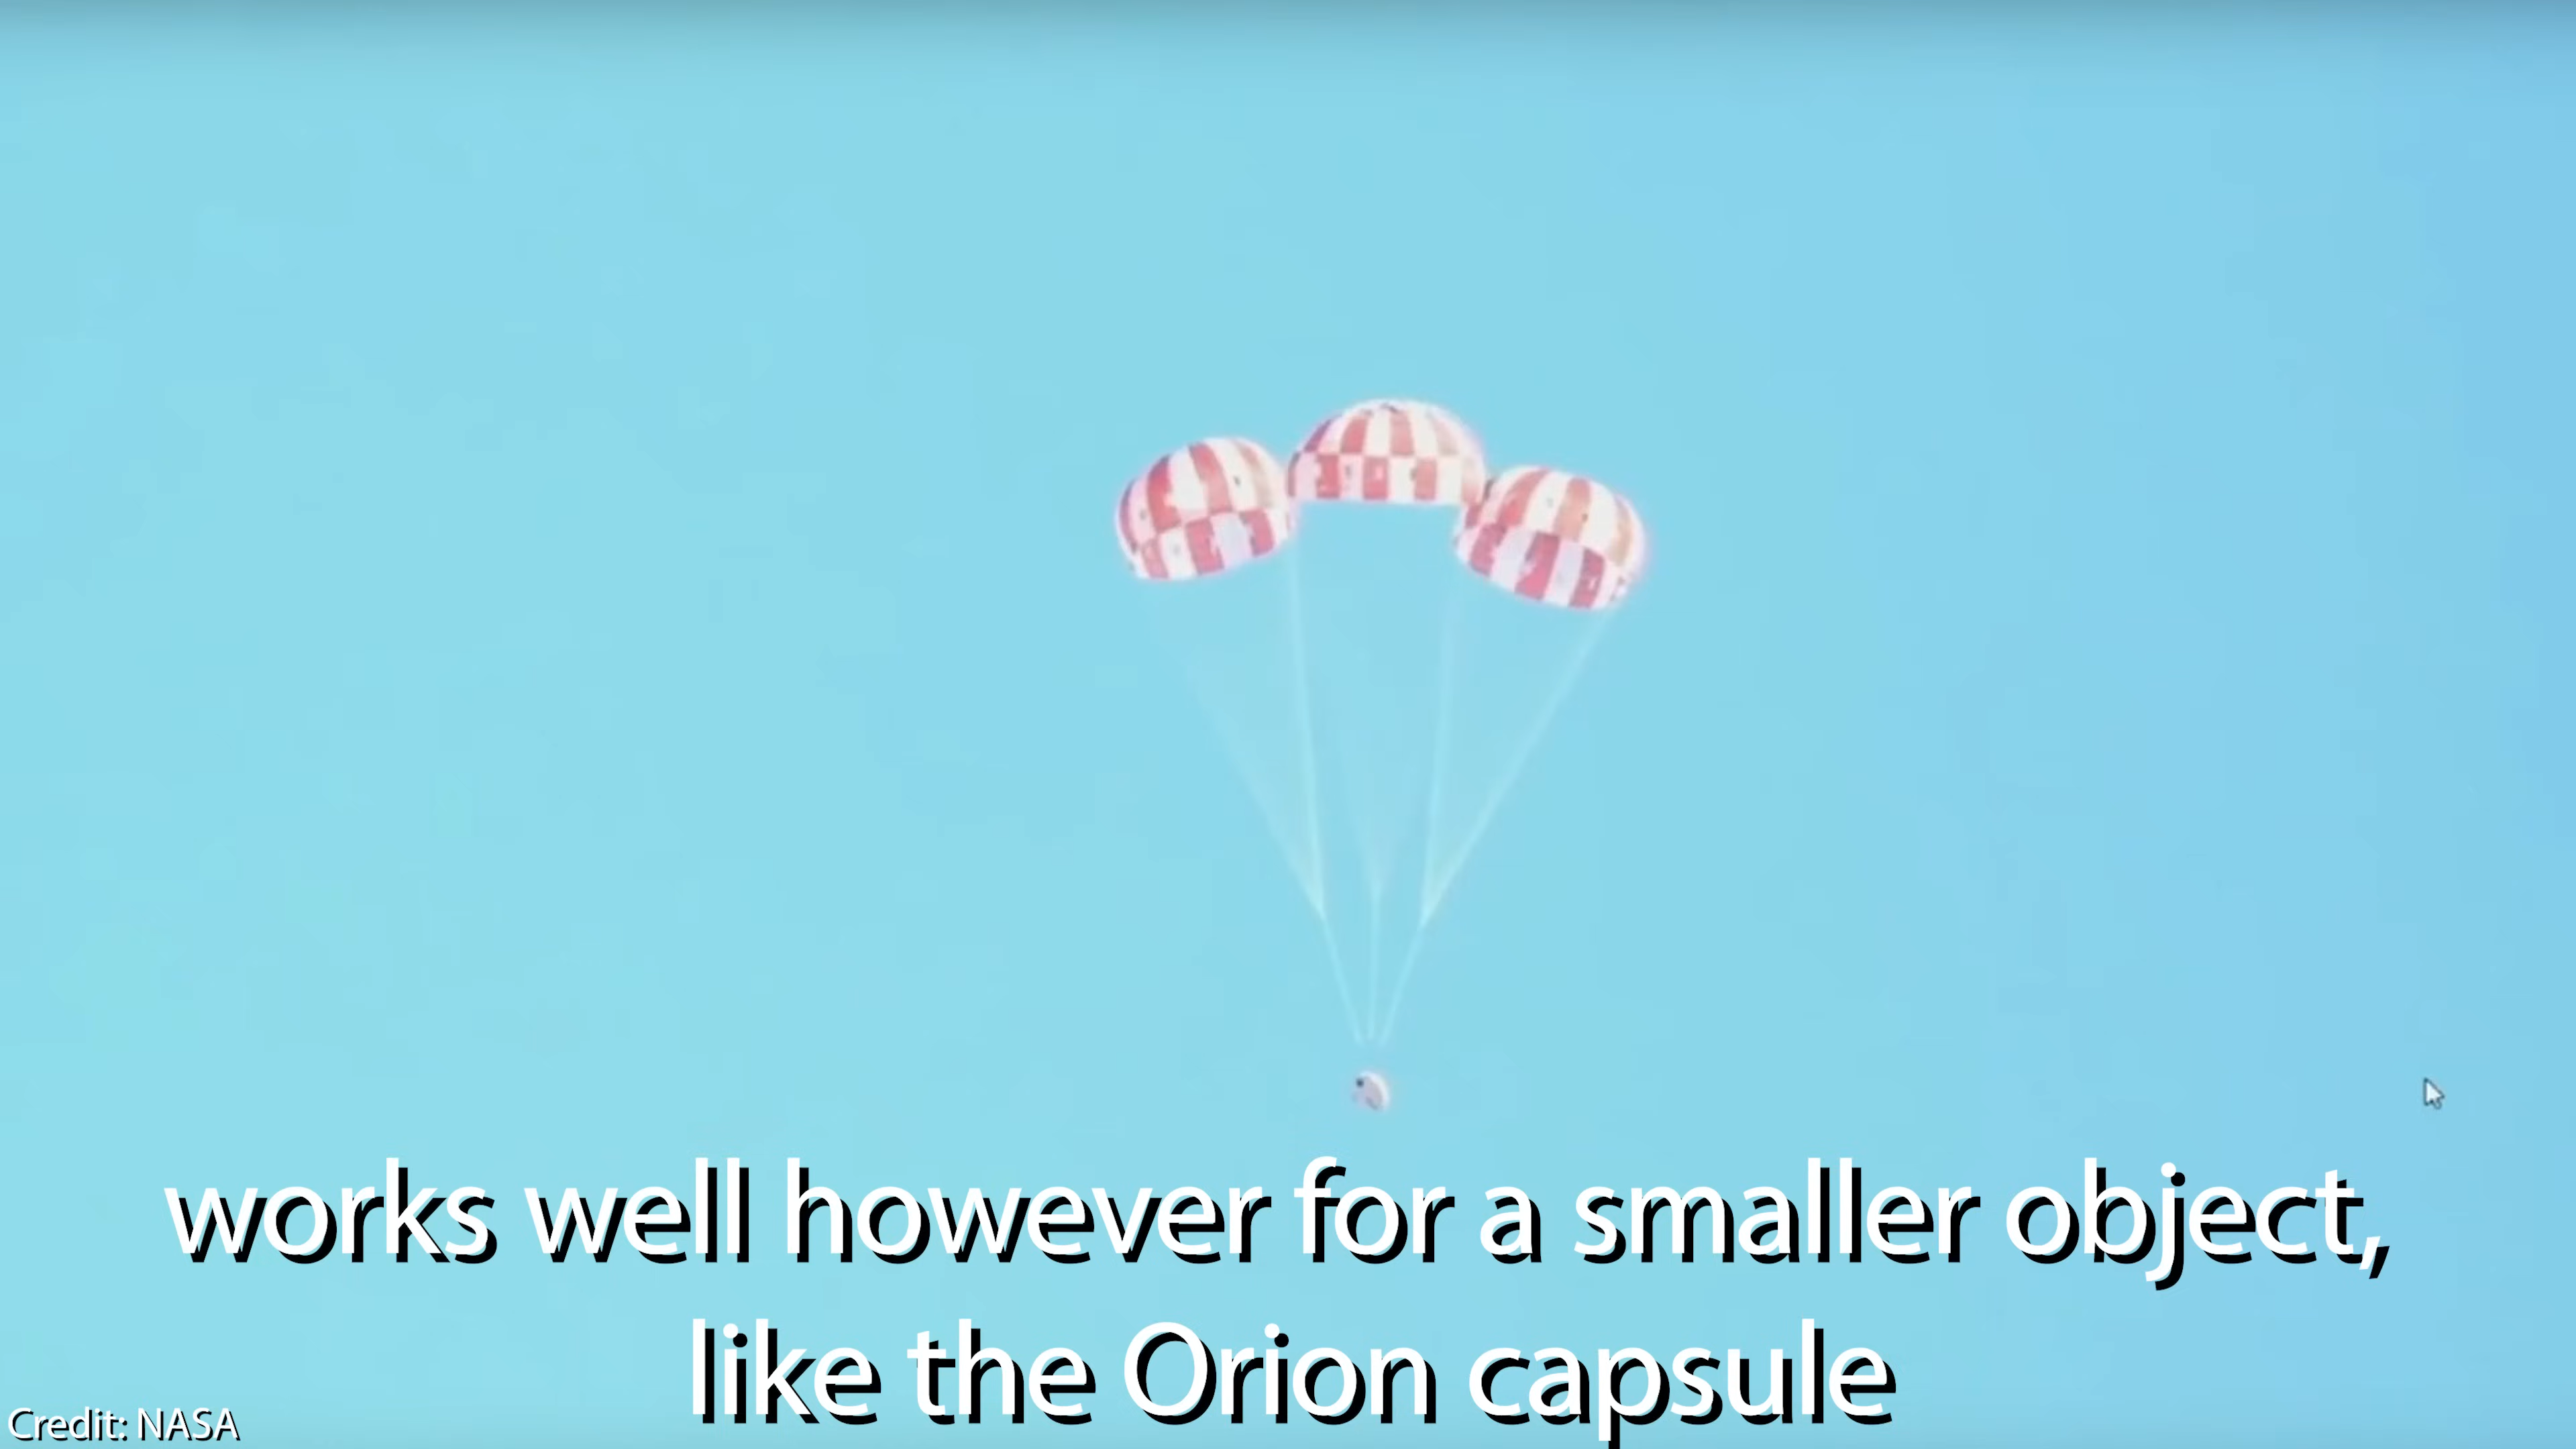 works well however for a smaller object,
like the Orion capsule
Credit: NASA